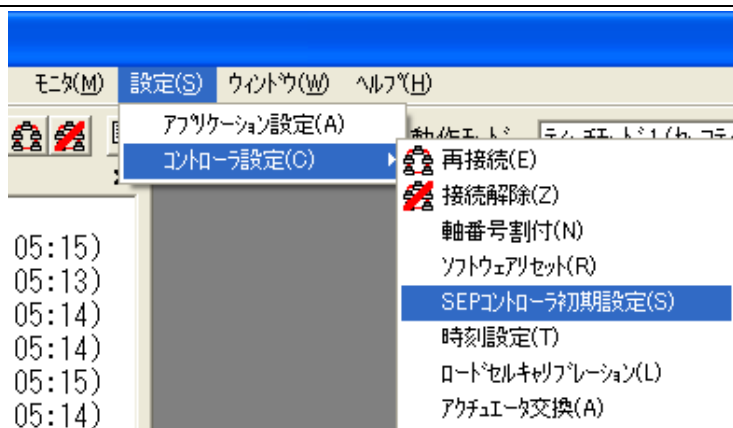 モニタ(M) 設定(S) ウィンドウ(W) ヘルプ(H)
アプリケーション設定(A)
コントローラ設定(C)
再接続(E)
接続解除(Z)
軸番号割付(N)
ソフトウェアリセット(R)
SEPコントローラ初期設定(S)
時刻設定(T)
ロードセルキャリブレーション(L)
アクチュエータ交換(A)
05:15)
05:13)
05:14)
05:14)
05:15)
05:14)